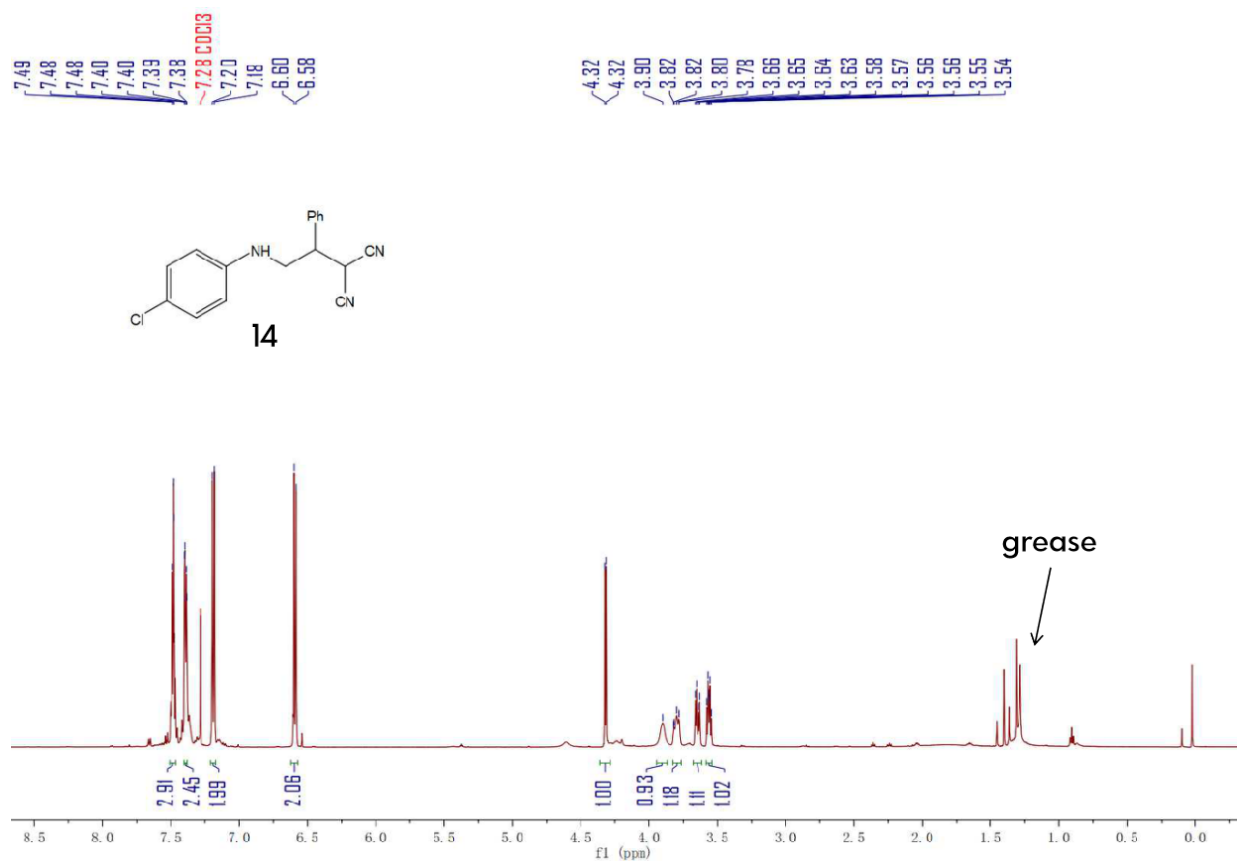 7.49 7.48 7.48 7.40 7.40 7.39 7.38 7.28 CDCl3 7.20 7.18 6.60 6.58 4.32 4.32 3.90 3.82 3.82 3.80 3.78 3.66 3.65 3.64 3.63 3.58 3.57 3.56 3.56 3.55 3.54
Ph
NH
CN
CN
Cl
14
grease
2.91 2.45 1.99 2.06 1.00 0.93 1.18 1.11 1.02
8.5 8.0 7.5 7.0 6.5 6.0 5.5 5.0 4.5 4.0 3.5 3.0 2.5 2.0 1.5 1.0 0.5 0.0
f1 (ppm)